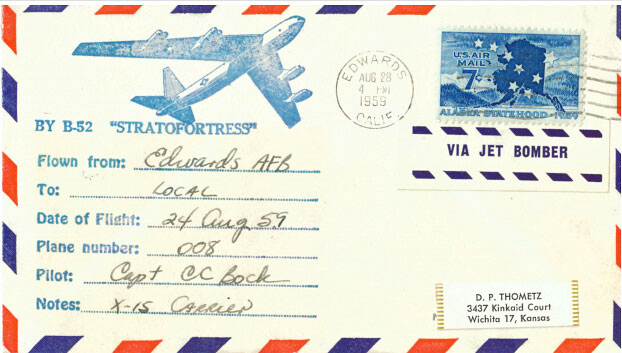 BY B-52 "STRATOFORTRESS"
Flown from: Edwards AFB
To: LOCAL
Date of Flight: 24 Aug 59
Plane number: 008
Pilot: Capt CC Bock
Notes: X-15 Carrier
EDWARDS
AUG 28
4 PM
1959
CALIF.
U.S. AIR
MAIL
7¢
ALASKA STATEHOOD · 1959
VIA JET BOMBER
D. P. THOMETZ
3437 Kinkaid Court
Wichita 17, Kansas